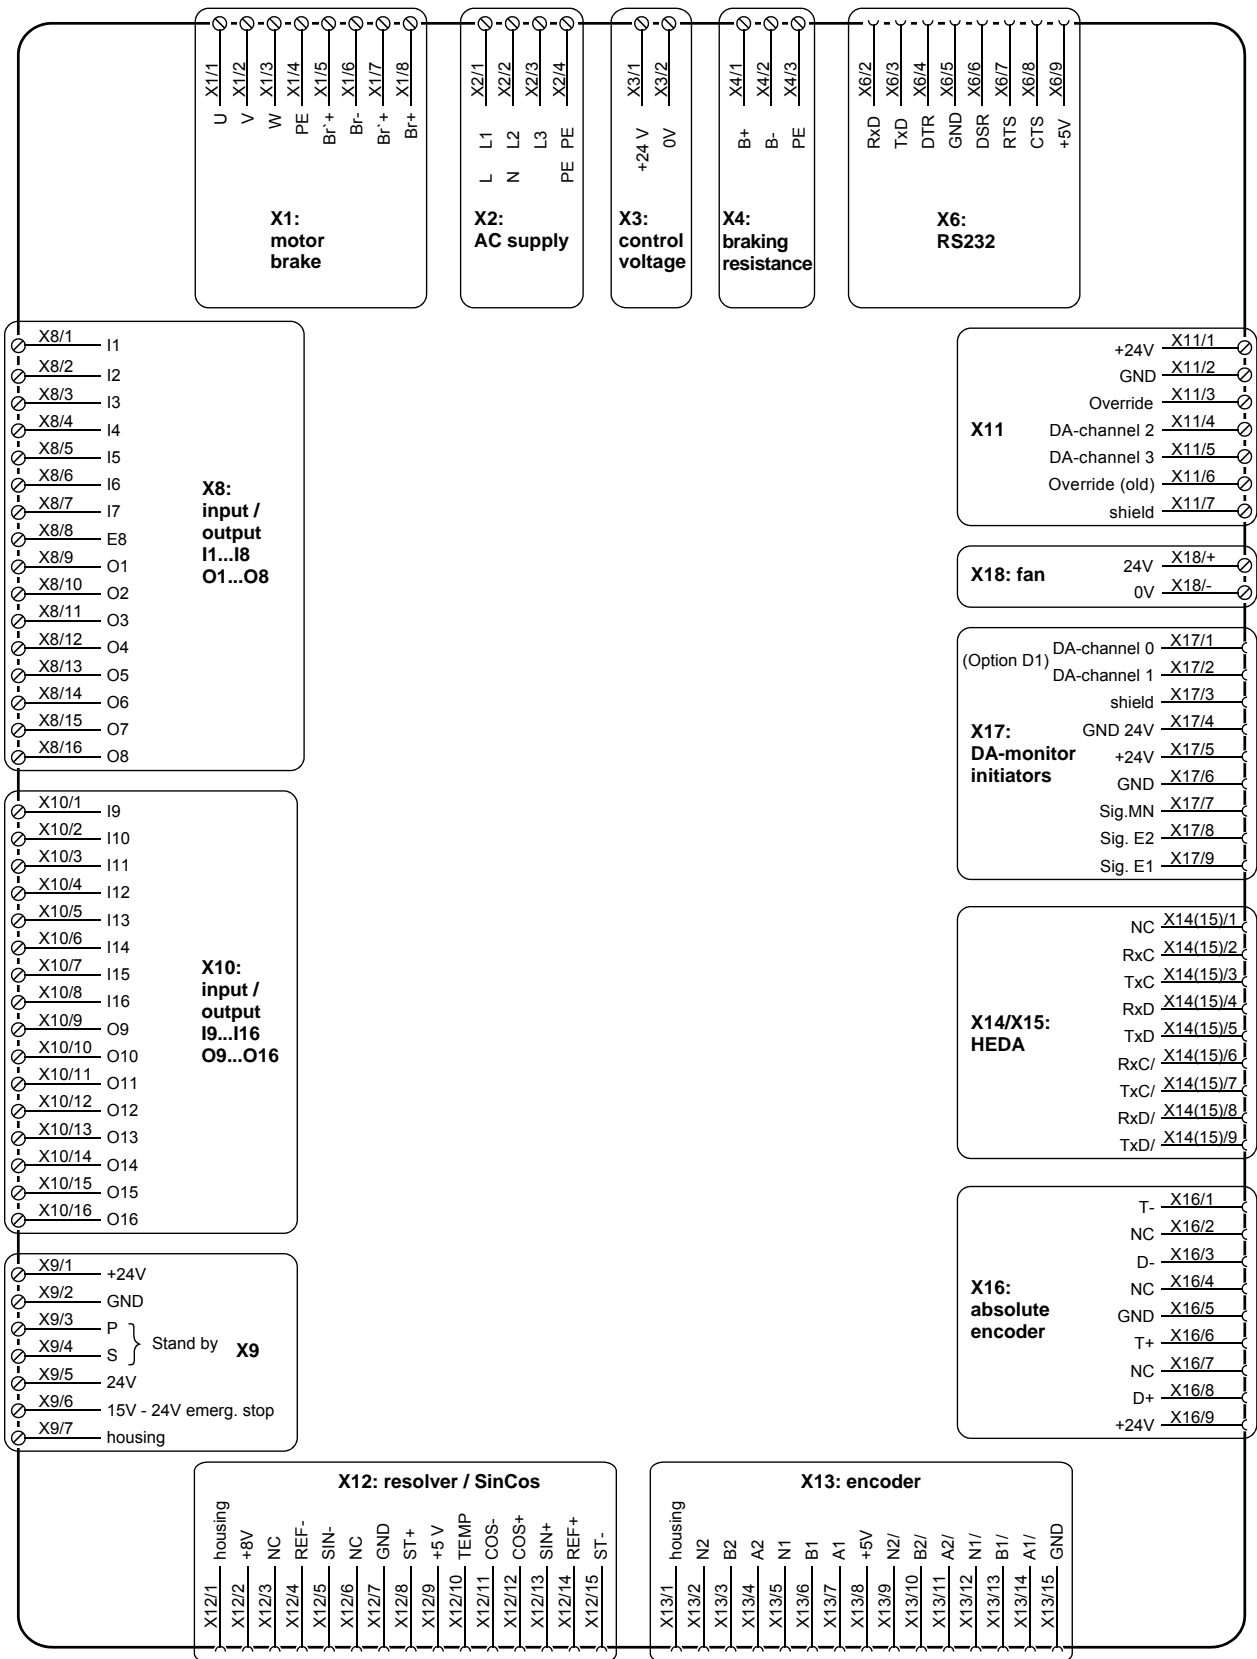 X1/1 U
X1/2 V
X1/3 W
X1/4 PE
X1/5 Br`+
X1/6 Br-
X1/7 Br`+
X1/8 Br+
X1:
motor
brake
X2/1 L1 L
X2/2 L2 N
X2/3 L3
X2/4 PE PE
X2:
AC supply
X3/1 +24 V
X3/2 0V
X3:
control
voltage
X4/1 B+
X4/2 B-
X4/3 PE
X4:
braking
resistance
X6/2 RxD
X6/3 TxD
X6/4 DTR
X6/5 GND
X6/6 DSR
X6/7 RTS
X6/8 CTS
X6/9 +5V
X6:
RS232
X8/1 I1
X8/2 I2
X8/3 I3
X8/4 I4
X8/5 I5
X8/6 I6
X8/7 I7
X8/8 E8
X8/9 O1
X8/10 O2
X8/11 O3
X8/12 O4
X8/13 O5
X8/14 O6
X8/15 O7
X8/16 O8
X8:
input /
output
I1...I8
O1...O8
X10/1 I9
X10/2 I10
X10/3 I11
X10/4 I12
X10/5 I13
X10/6 I14
X10/7 I15
X10/8 I16
X10/9 O9
X10/10 O10
X10/11 O11
X10/12 O12
X10/13 O13
X10/14 O14
X10/15 O15
X10/16 O16
X10:
input /
output
I9...I16
O9...O16
X9/1 +24V
X9/2 GND
X9/3 P
X9/4 S
Stand by
X9
X9/5 24V
X9/6 15V - 24V emerg. stop
X9/7 housing
X11
+24V X11/1
GND X11/2
Override X11/3
DA-channel 2 X11/4
DA-channel 3 X11/5
Override (old) X11/6
shield X11/7
X18: fan
24V X18/+
0V X18/-
(Option D1)
DA-channel 0 X17/1
DA-channel 1 X17/2
shield X17/3
GND 24V X17/4
+24V X17/5
GND X17/6
Sig.MN X17/7
Sig. E2 X17/8
Sig. E1 X17/9
X17:
DA-monitor
initiators
NC X14(15)/1
RxC X14(15)/2
TxC X14(15)/3
RxD X14(15)/4
TxD X14(15)/5
RxC/ X14(15)/6
TxC/ X14(15)/7
RxD/ X14(15)/8
TxD/ X14(15)/9
X14/X15:
HEDA
T- X16/1
NC X16/2
D- X16/3
NC X16/4
GND X16/5
T+ X16/6
NC X16/7
D+ X16/8
+24V X16/9
X16:
absolute
encoder
X12: resolver / SinCos
X12/1 housing
X12/2 +8V
X12/3 NC
X12/4 REF-
X12/5 SIN-
X12/6 NC
X12/7 GND
X12/8 ST+
X12/9 +5 V
X12/10 TEMP
X12/11 COS-
X12/12 COS+
X12/13 SIN+
X12/14 REF+
X12/15 ST-
X13: encoder
X13/1 housing
X13/2 N2
X13/3 B2
X13/4 A2
X13/5 N1
X13/6 B1
X13/7 A1
X13/8 +5V
X13/9 N2/
X13/10 B2/
X13/11 A2/
X13/12 N1/
X13/13 B1/
X13/14 A1/
X13/15 GND